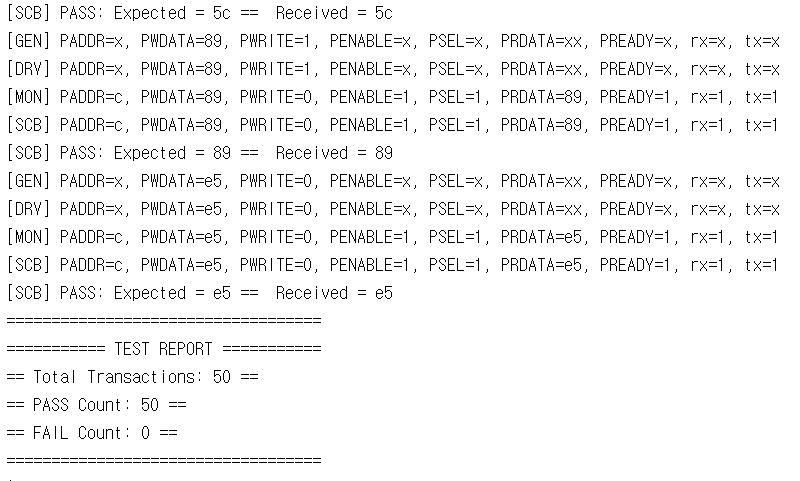 [SCB] PASS: Expected = 5c ==  Received = 5c
[GEN] PADDR=x, PWDATA=89, PWRITE=1, PENABLE=x, PSEL=x, PRDATA=xx, PREADY=x, rx=x, tx=x
[DRV] PADDR=x, PWDATA=89, PWRITE=1, PENABLE=x, PSEL=x, PRDATA=xx, PREADY=x, rx=x, tx=x
[MON] PADDR=c, PWDATA=89, PWRITE=0, PENABLE=1, PSEL=1, PRDATA=89, PREADY=1, rx=1, tx=1
[SCB] PADDR=c, PWDATA=89, PWRITE=0, PENABLE=1, PSEL=1, PRDATA=89, PREADY=1, rx=1, tx=1
[SCB] PASS: Expected = 89 ==  Received = 89
[GEN] PADDR=x, PWDATA=e5, PWRITE=0, PENABLE=x, PSEL=x, PRDATA=xx, PREADY=x, rx=x, tx=x
[DRV] PADDR=x, PWDATA=e5, PWRITE=0, PENABLE=x, PSEL=x, PRDATA=xx, PREADY=x, rx=x, tx=x
[MON] PADDR=c, PWDATA=e5, PWRITE=0, PENABLE=1, PSEL=1, PRDATA=e5, PREADY=1, rx=1, tx=1
[SCB] PADDR=c, PWDATA=e5, PWRITE=0, PENABLE=1, PSEL=1, PRDATA=e5, PREADY=1, rx=1, tx=1
[SCB] PASS: Expected = e5 ==  Received = e5
===================================
=========== TEST REPORT ===========
== Total Transactions: 50 ==
== PASS Count: 50 ==
== FAIL Count: 0 ==
===================================